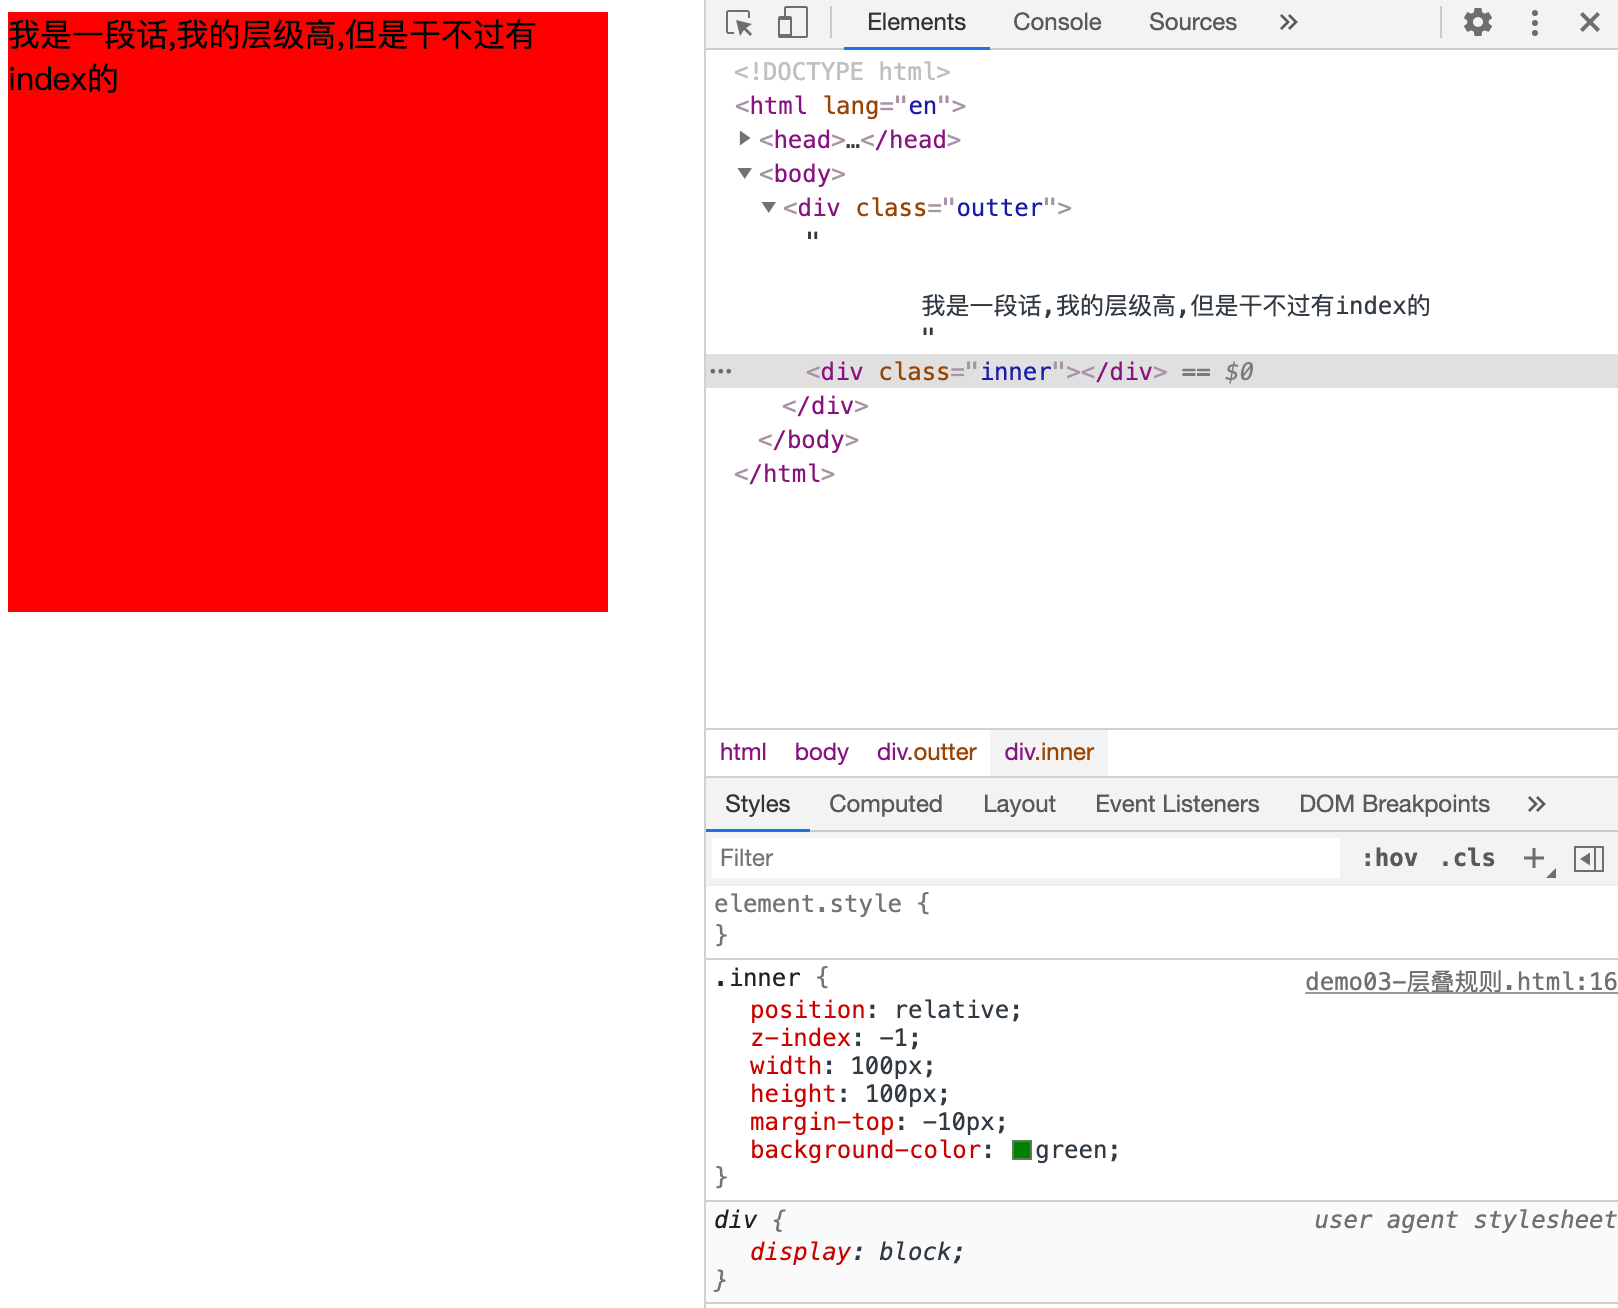 我是一段话,我的层级高,但是干不过有
index的
Elements Console Sources »
<!DOCTYPE html>
<html lang="en">
<head>…</head>
<body>
<div class="outter">
"
我是一段话,我的层级高,但是干不过有index的
"
<div class="inner"></div> == $0
</div>
</body>
</html>
html body div.outter div.inner
Styles Computed Layout Event Listeners DOM Breakpoints »
Filter :hov .cls +
element.style {
}
.inner { demo03-层叠规则.html:16
position: relative;
z-index: -1;
width: 100px;
height: 100px;
margin-top: -10px;
background-color: green;
}
div { user agent stylesheet
display: block;
}